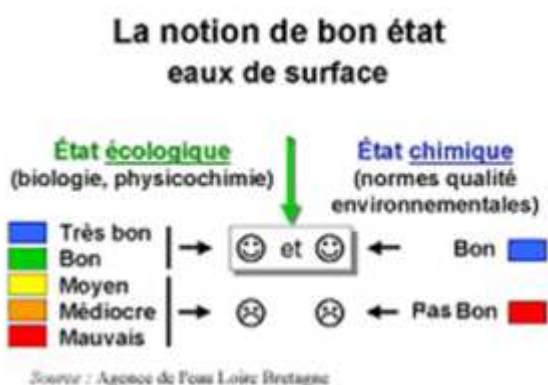 La notion de bon état
eaux de surface
État écologique
(biologie, physicochimie)
État chimique
(normes qualité
environnementales)
Très bon
Bon
Moyen
Médiocre
Mauvais
et
Bon
Pas Bon
Source : Agence de l'eau Loire Bretagne